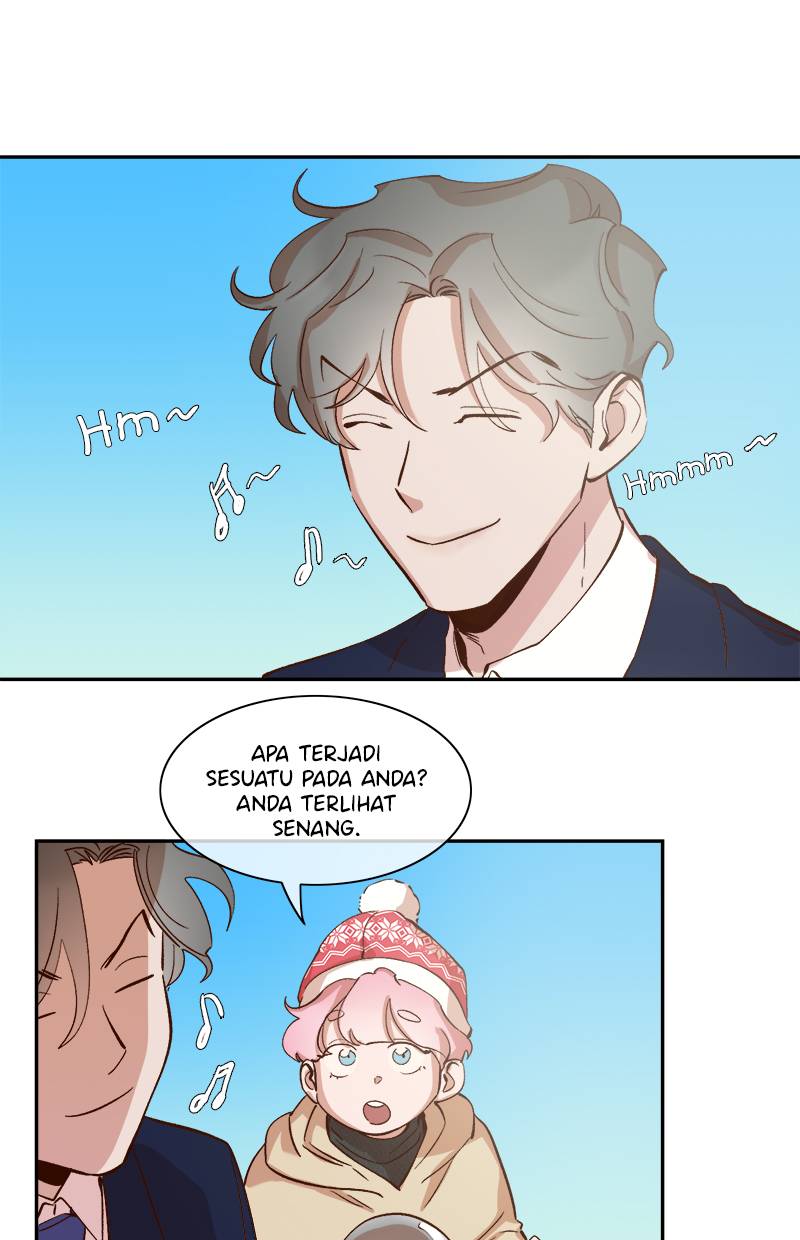 Hm~
Hmmm~
APA TERJADI
SESUATU PADA ANDA?
ANDA TERLIHAT
SENANG.